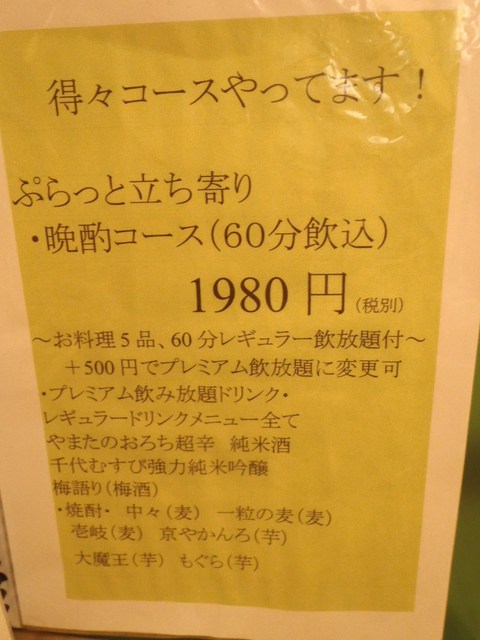 得々コースやってます！
ぷらっと立ち寄り
・晩酌コース（60分飲込）
1980円（税別）
～お料理5品、60分レギュラー飲放題付～
＋500円でプレミアム飲放題に変更可
・プレミアム飲み放題ドリンク・
レギュラードリンクメニュー全て
やまたのおろち超辛　純米酒
千代むすび強力純米吟醸
梅語り（梅酒）
・焼酎・　中々（麦）　一粒の麦（麦）
壱岐（麦）　京やかんろ（芋）
大魔王（芋）　もぐら（芋）